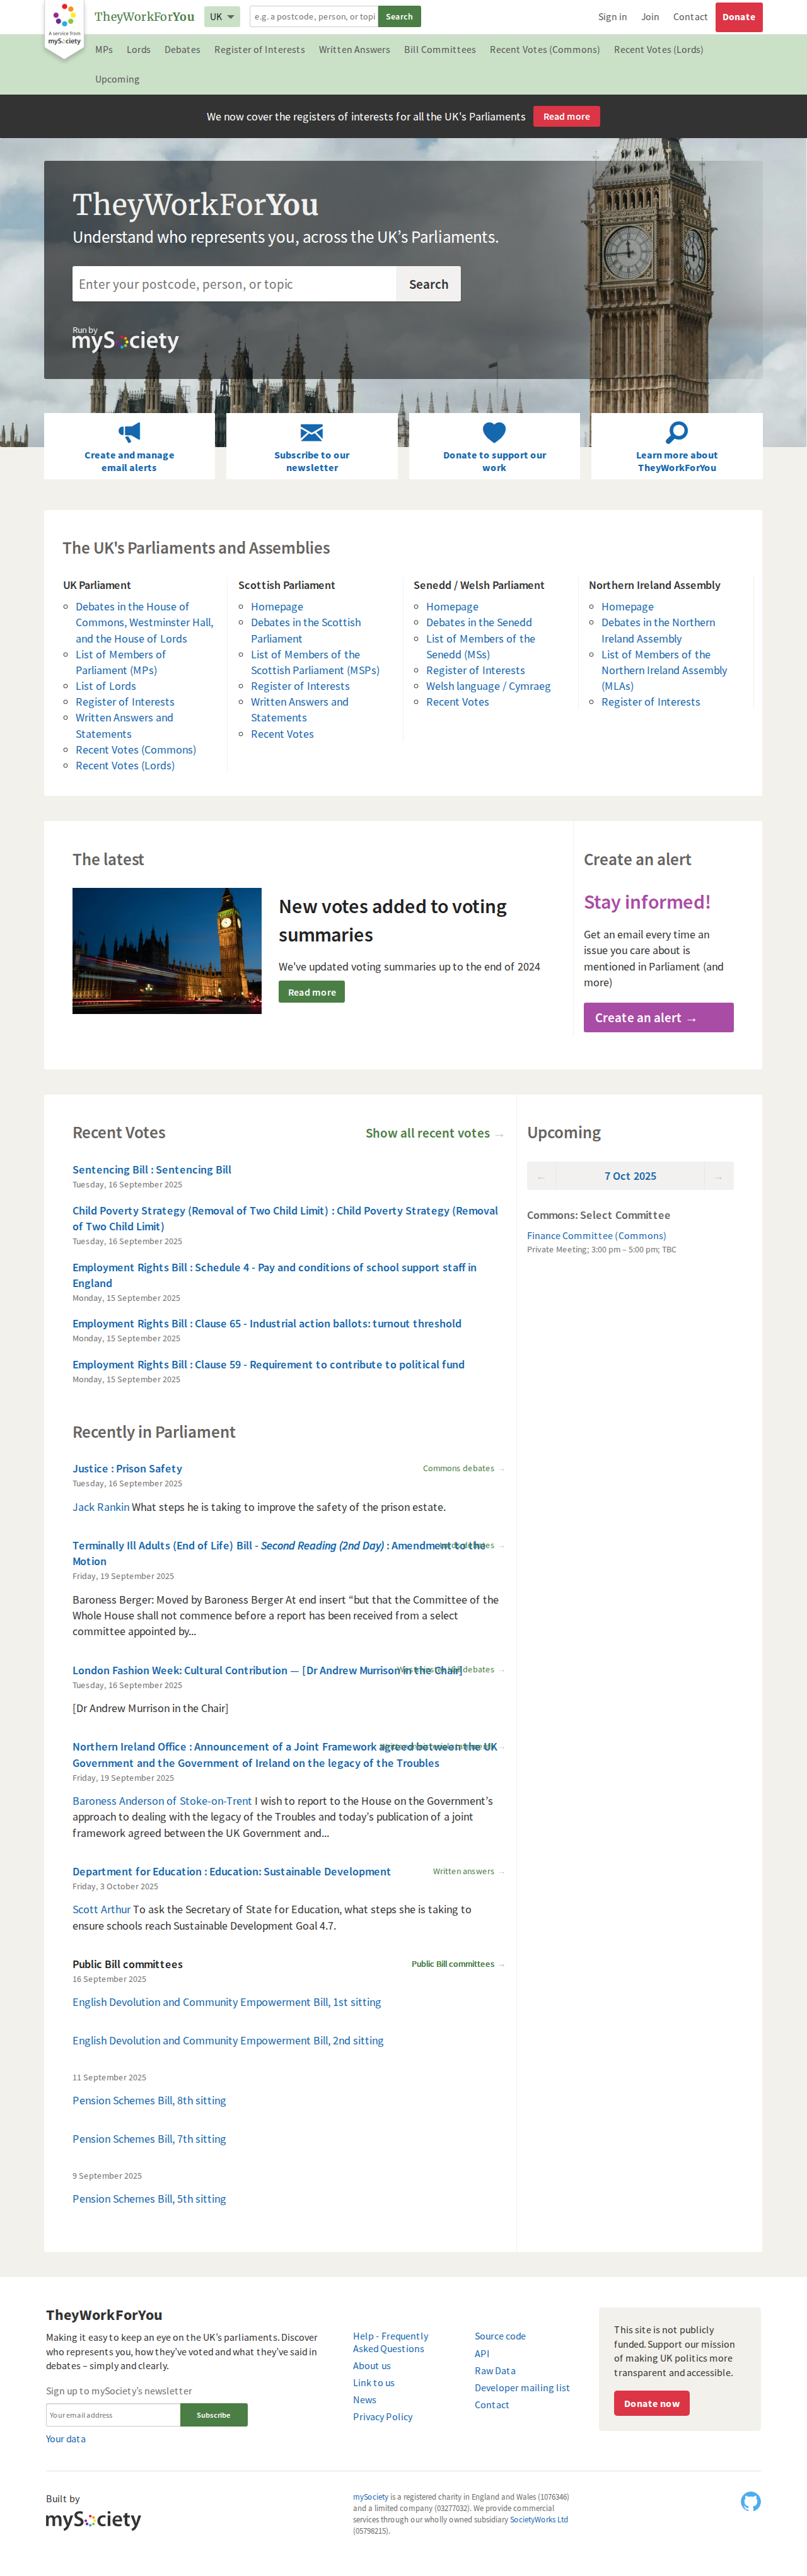 A service from
mySociety
TheyWorkForYou
UK
e.g. a postcode, person, or topi
Search
Sign in
Join
Contact
Donate
MPs
Lords
Debates
Register of Interests
Written Answers
Bill Committees
Recent Votes (Commons)
Recent Votes (Lords)
Upcoming
We now cover the registers of interests for all the UK's Parliaments
Read more
TheyWorkForYou
Understand who represents you, across the UK’s Parliaments.
Enter your postcode, person, or topic
Search
Run by
mySociety
Create and manage
email alerts
Subscribe to our
newsletter
Donate to support our
work
Learn more about
TheyWorkForYou
The UK's Parliaments and Assemblies
UK Parliament
Debates in the House of
Commons, Westminster Hall,
and the House of Lords
List of Members of
Parliament (MPs)
List of Lords
Register of Interests
Written Answers and
Statements
Recent Votes (Commons)
Recent Votes (Lords)
Scottish Parliament
Homepage
Debates in the Scottish
Parliament
List of Members of the
Scottish Parliament (MSPs)
Register of Interests
Written Answers and
Statements
Recent Votes
Senedd / Welsh Parliament
Homepage
Debates in the Senedd
List of Members of the
Senedd (MSs)
Register of Interests
Welsh language / Cymraeg
Recent Votes
Northern Ireland Assembly
Homepage
Debates in the Northern
Ireland Assembly
List of Members of the
Northern Ireland Assembly
(MLAs)
Register of Interests
The latest
New votes added to voting
summaries
We've updated voting summaries up to the end of 2024
Read more
Create an alert
Stay informed!
Get an email every time an
issue you care about is
mentioned in Parliament (and
more)
Create an alert →
Recent Votes
Show all recent votes →
Sentencing Bill : Sentencing Bill
Tuesday, 16 September 2025
Child Poverty Strategy (Removal of Two Child Limit) : Child Poverty Strategy (Removal
of Two Child Limit)
Tuesday, 16 September 2025
Employment Rights Bill : Schedule 4 - Pay and conditions of school support staff in
England
Monday, 15 September 2025
Employment Rights Bill : Clause 65 - Industrial action ballots: turnout threshold
Monday, 15 September 2025
Employment Rights Bill : Clause 59 - Requirement to contribute to political fund
Monday, 15 September 2025
Upcoming
← 7 Oct 2025 →
Commons: Select Committee
Finance Committee (Commons)
Private Meeting; 3:00 pm – 5:00 pm; TBC
Recently in Parliament
Justice : Prison Safety
Commons debates →
Tuesday, 16 September 2025
Jack Rankin What steps he is taking to improve the safety of the prison estate.
Terminally Ill Adults (End of Life) Bill - Second Reading (2nd Day) : Amendment to the
Motion
Friday, 19 September 2025
Baroness Berger: Moved by Baroness Berger At end insert “but that the Committee of the
Whole House shall not commence before a report has been received from a select
committee appointed by...
London Fashion Week: Cultural Contribution — [Dr Andrew Murrison in the Chair]
Tuesday, 16 September 2025
[Dr Andrew Murrison in the Chair]
Northern Ireland Office : Announcement of a Joint Framework agreed between the UK
Government and the Government of Ireland on the legacy of the Troubles
Friday, 19 September 2025
Baroness Anderson of Stoke-on-Trent I wish to report to the House on the Government’s
approach to dealing with the legacy of the Troubles and today’s publication of a joint
framework agreed between the UK Government and...
Department for Education : Education: Sustainable Development
Written answers →
Friday, 3 October 2025
Scott Arthur To ask the Secretary of State for Education, what steps she is taking to
ensure schools reach Sustainable Development Goal 4.7.
Public Bill committees
Public Bill committees →
16 September 2025
English Devolution and Community Empowerment Bill, 1st sitting
English Devolution and Community Empowerment Bill, 2nd sitting
11 September 2025
Pension Schemes Bill, 8th sitting
Pension Schemes Bill, 7th sitting
9 September 2025
Pension Schemes Bill, 5th sitting
TheyWorkForYou
Making it easy to keep an eye on the UK’s parliaments. Discover
who represents you, how they’ve voted and what they’ve said in
debates – simply and clearly.
Sign up to mySociety’s newsletter
Your email address
Subscribe
Your data
Help - Frequently
Asked Questions
About us
Link to us
News
Privacy Policy
Source code
API
Raw Data
Developer mailing list
Contact
This site is not publicly
funded. Support our mission
of making UK politics more
transparent and accessible.
Donate now
Built by
mySociety
mySociety is a registered charity in England and Wales (1076346)
and a limited company (03277032). We provide commercial
services through our wholly owned subsidiary SocietyWorks Ltd
(05798215).